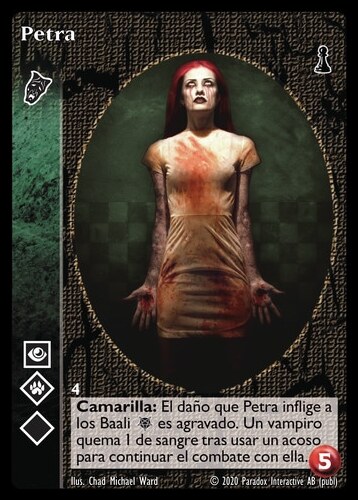 Petra
4
Camarilla: El daño que Petra inflige a
los Baali es agravado. Un vampiro
quema 1 de sangre tras usar un acoso
para continuar el combate con ella.
5
Ilus. Chad Michael Ward © 2020 Paradox Interactive AB (publ)